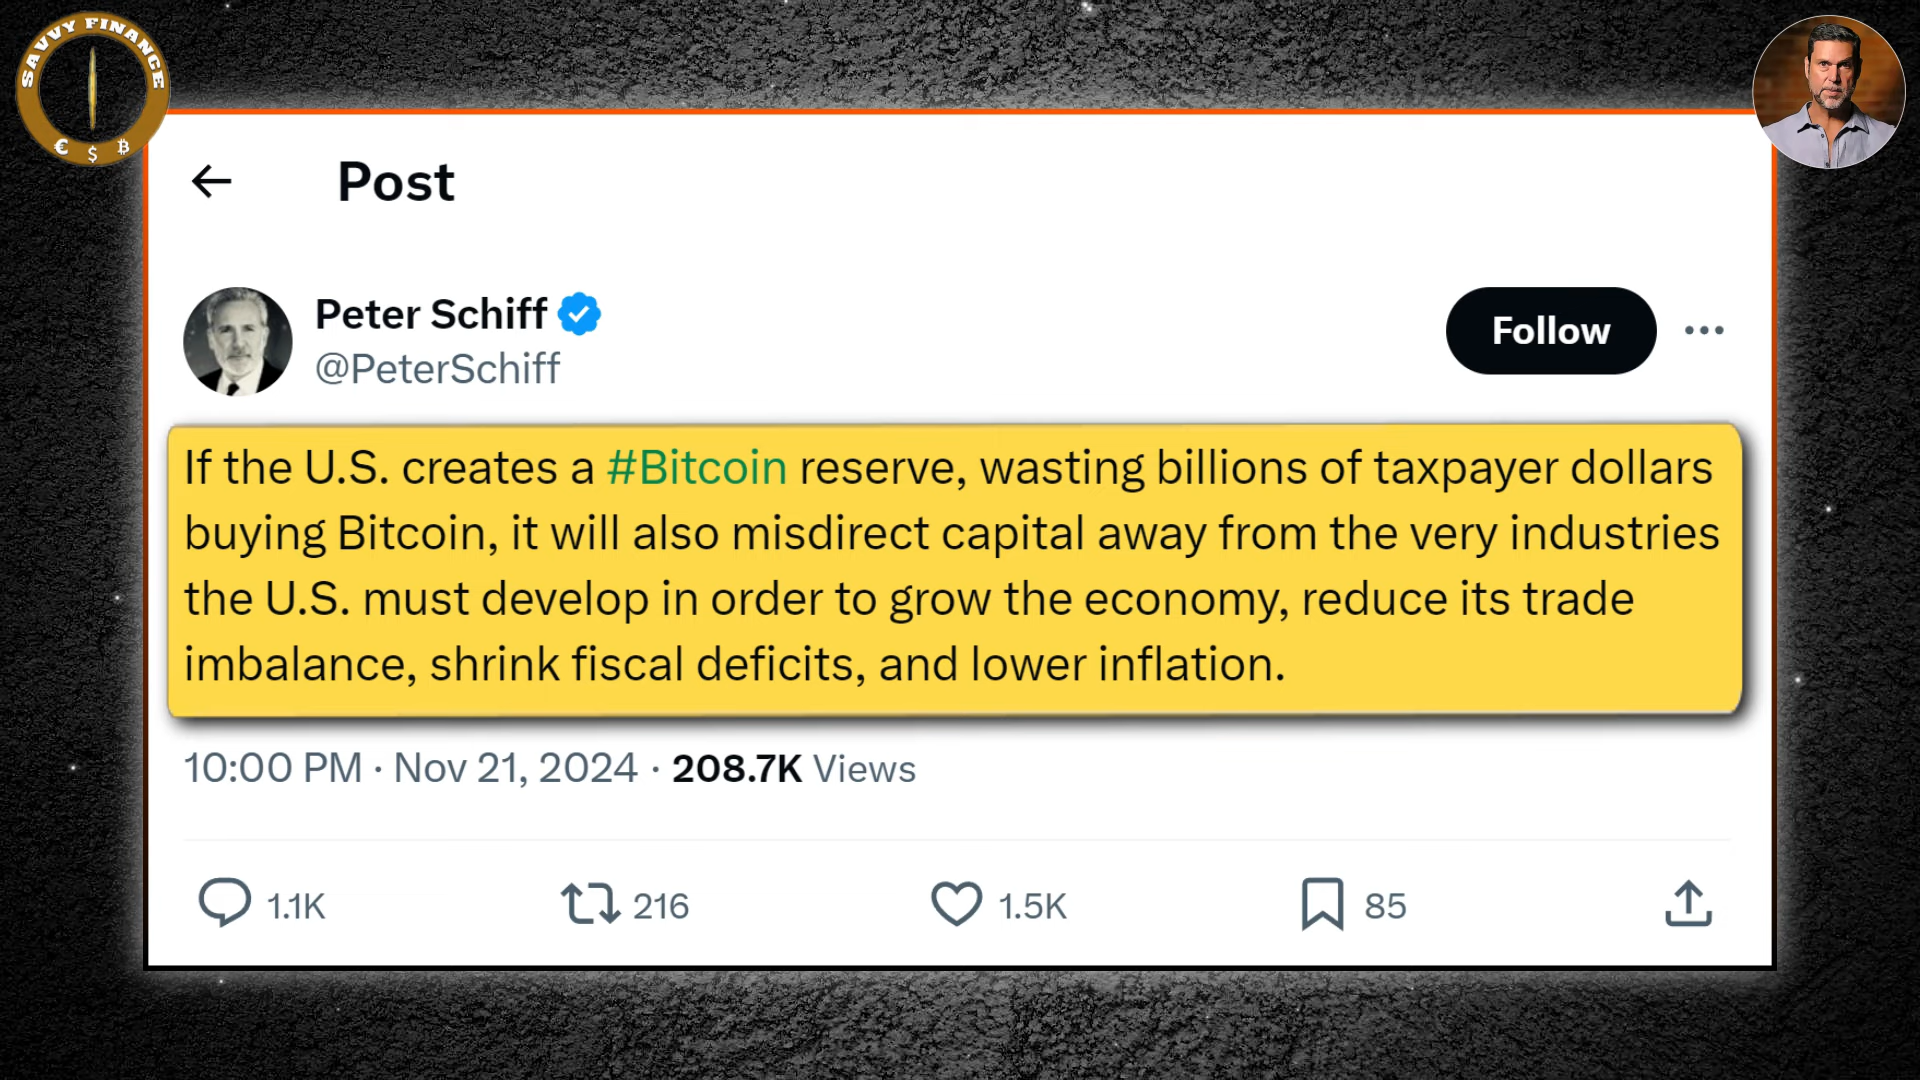 SAVVY FINANCE
€ $ ₿
Post
Peter Schiff
@PeterSchiff
Follow
If the U.S. creates a #Bitcoin reserve, wasting billions of taxpayer dollars
buying Bitcoin, it will also misdirect capital away from the very industries
the U.S. must develop in order to grow the economy, reduce its trade
imbalance, shrink fiscal deficits, and lower inflation.
10:00 PM · Nov 21, 2024 · 208.7K Views
1.1K 216 1.5K 85